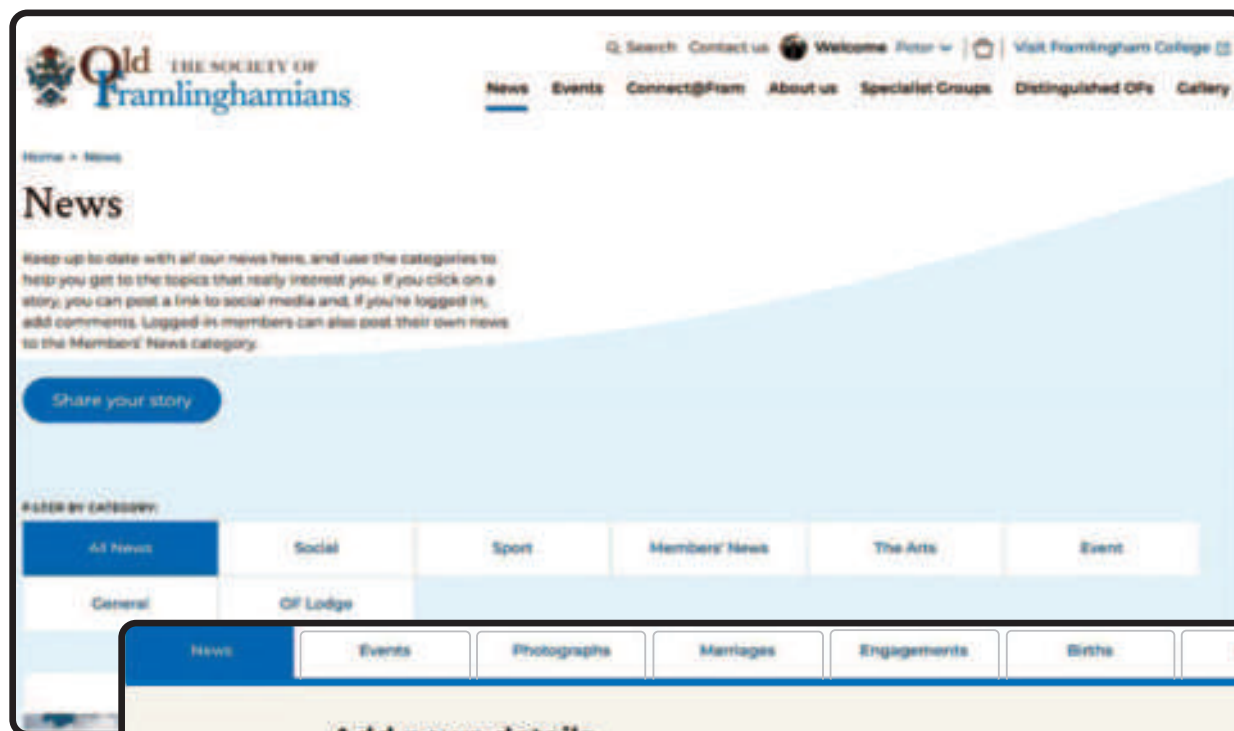 Old THE SOCIETY OF
Framlinghamians
Search Contact us Welcome Peter Visit Framlingham College
News Events Connect@Fram About us Specialist Groups Distinguished OFs Gallery
Home > News
News
Keep up to date with all our news here, and use the categories to
help you get to the topics that really interest you. If you click on a
story, you can post a link to social media and, if you're logged in,
add comments. Logged-in members can also post their own news
to the Members' News category.
Share your story
FILTER BY CATEGORY:
All News Social Sport Members' News The Arts Event
General OF Lodge
News Events Photographs Marriages Engagements Births